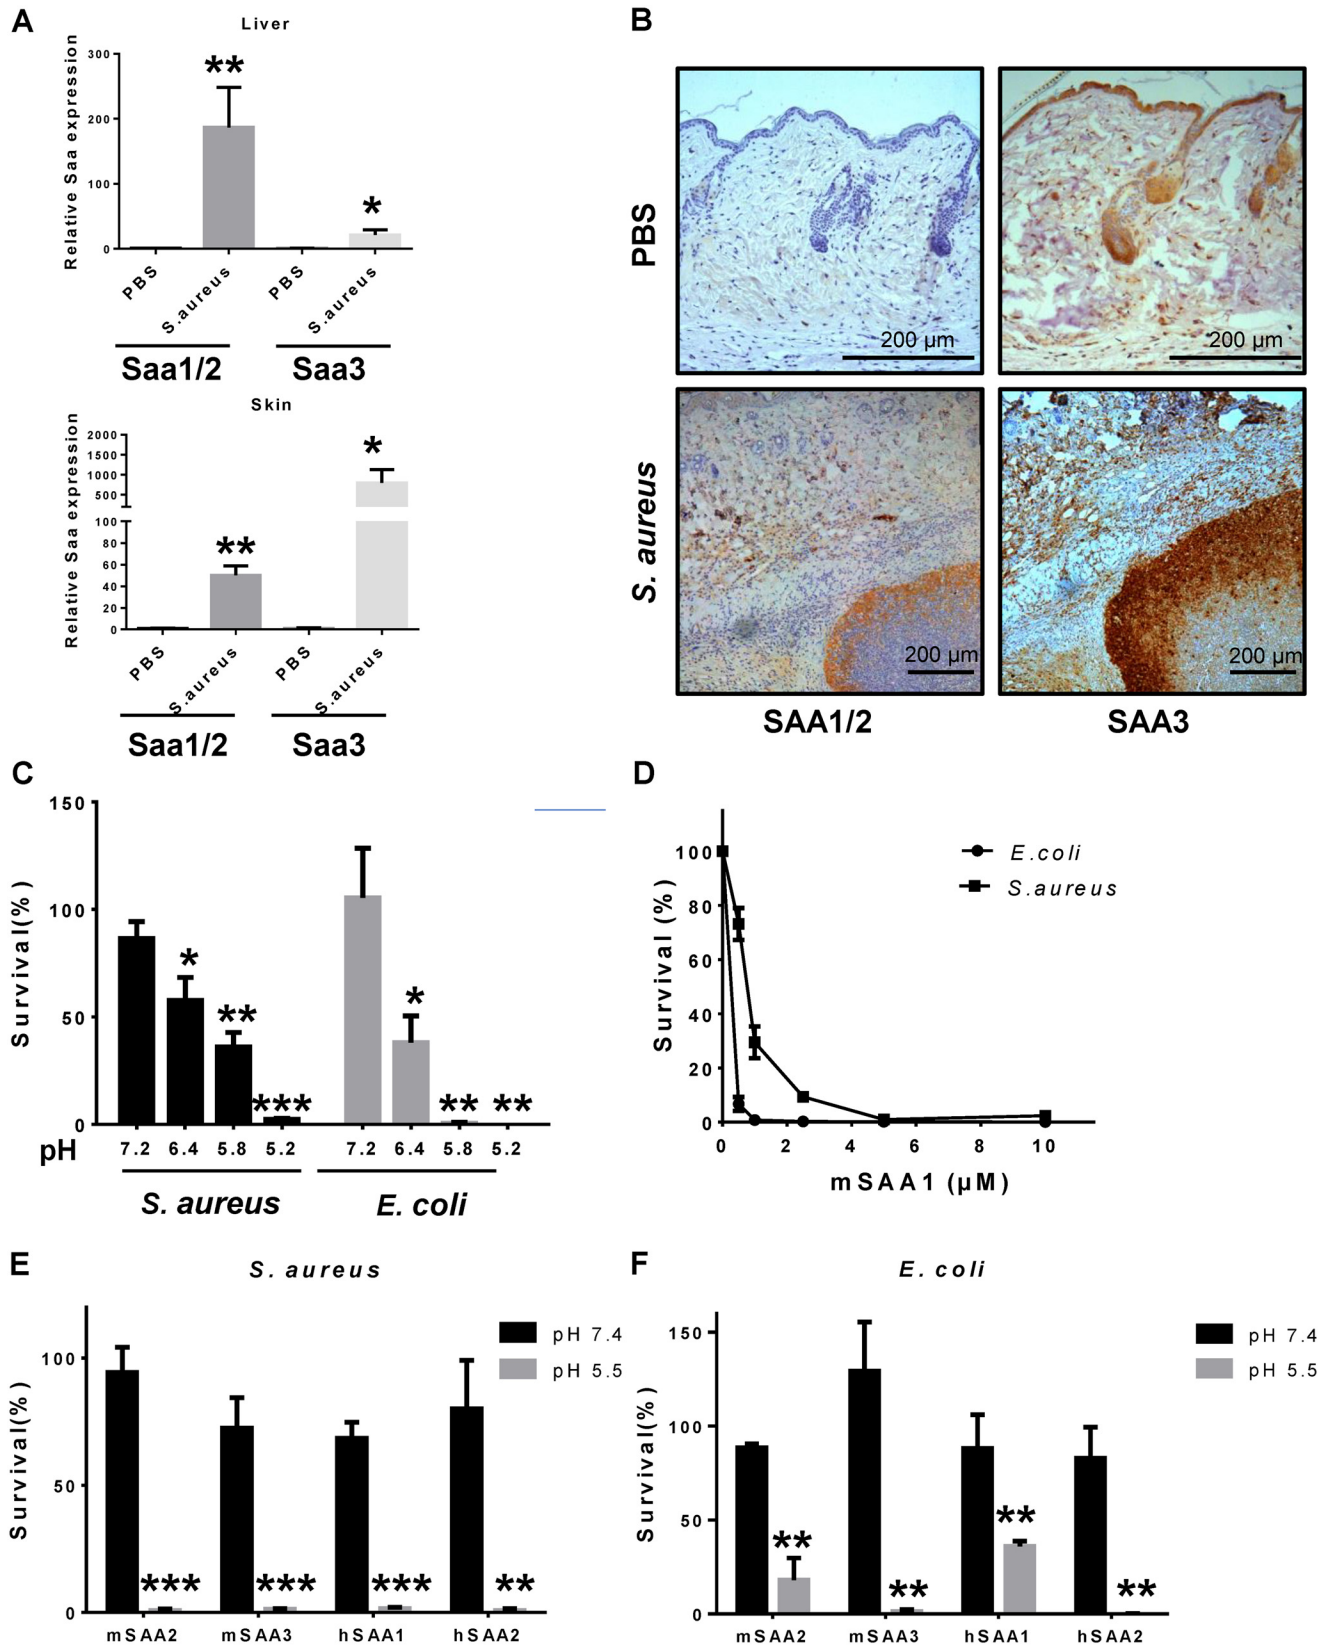 A
Liver
Relative Saa expression
300
200
100
0
PBS
S.aureus
PBS
S.aureus
Saa1/2
Saa3
Skin
Relative Saa expression
2000
1500
1000
500
100
80
60
40
20
0
**
*
**
*
PBS
S.aureus
PBS
S.aureus
Saa1/2
Saa3
B
PBS
S. aureus
200 µm
200 µm
200 µm
200 µm
SAA1/2
SAA3
C
Survival(%)
150
100
50
0
*
**
***
*
**
**
pH
7.2
6.4
5.8
5.2
7.2
6.4
5.8
5.2
S. aureus
E. coli
D
Survival (%)
100
80
60
40
20
0
E.coli
S.aureus
0
2
4
6
8
10
mSAA1 (µM)
E
S. aureus
Survival(%)
100
50
0
pH 7.4
pH 5.5
***
***
***
**
mSAA2
mSAA3
hSAA1
hSAA2
F
E. coli
Survival(%)
150
100
50
0
pH 7.4
pH 5.5
**
**
**
**
mSAA2
mSAA3
hSAA1
hSAA2